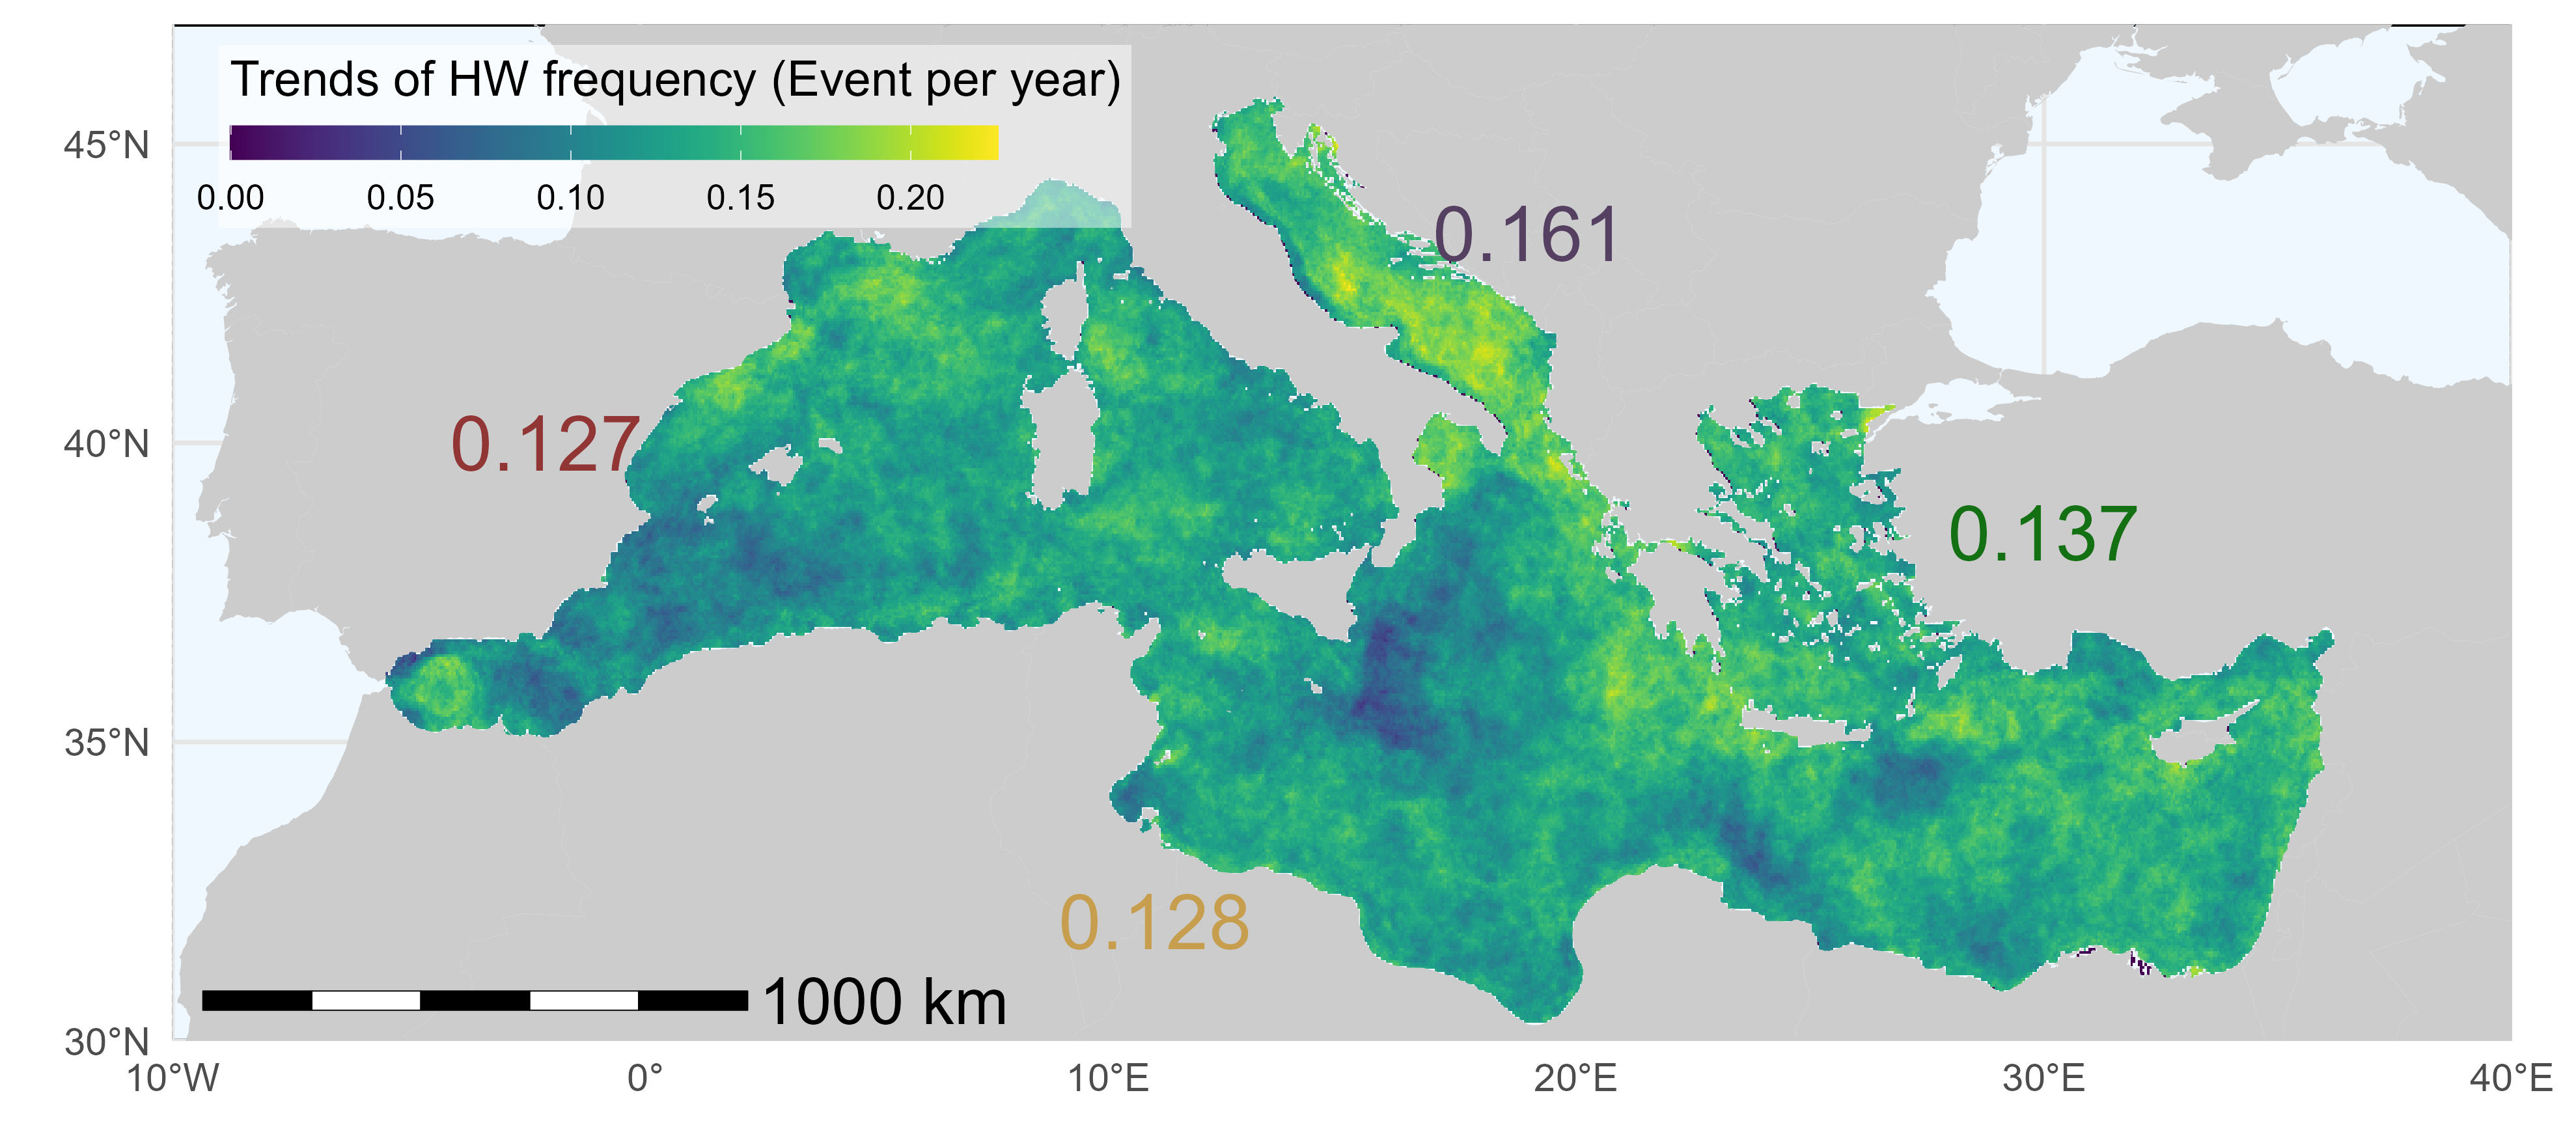 Trends of HW frequency (Event per year)
0.00 0.05 0.10 0.15 0.20
45°N
40°N
35°N
30°N
0.161
0.127
0.137
0.128
1000 km
10°W 0° 10°E 20°E 30°E 40°E